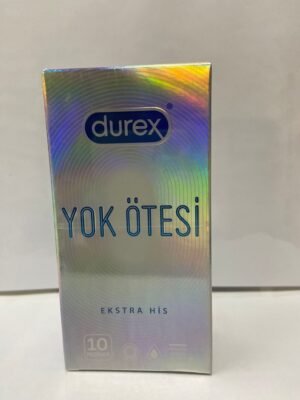 durex®
YOK ÖTESİ
EKSTRA HİS
10